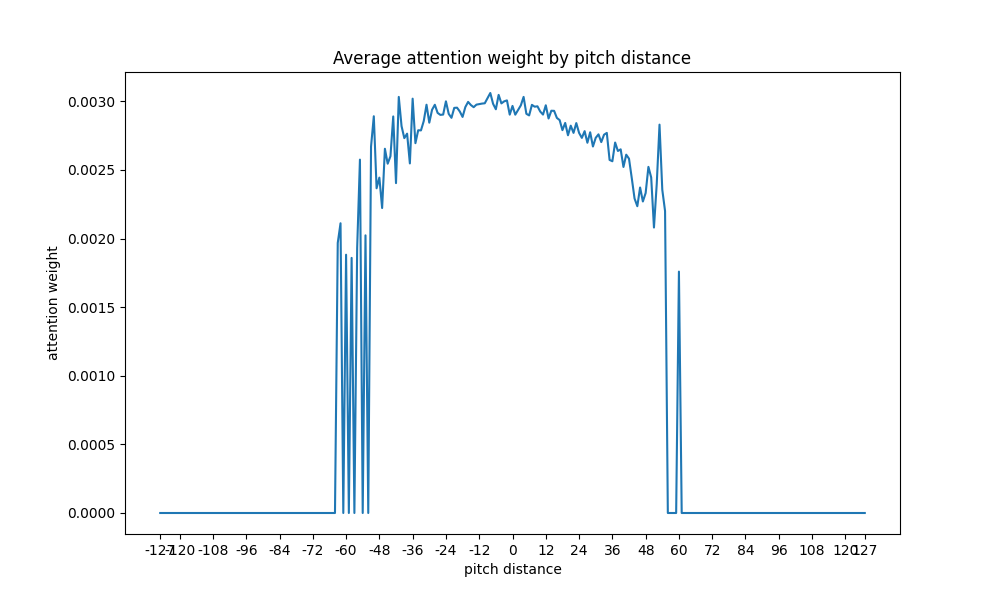 Average attention weight by pitch distance
0.0030
0.0025
0.0020
0.0015
0.0010
0.0005
0.0000
attention weight
-127 -120 -108 -96 -84 -72 -60 -48 -36 -24 -12 0 12 24 36 48 60 72 84 96 108 120 127
pitch distance